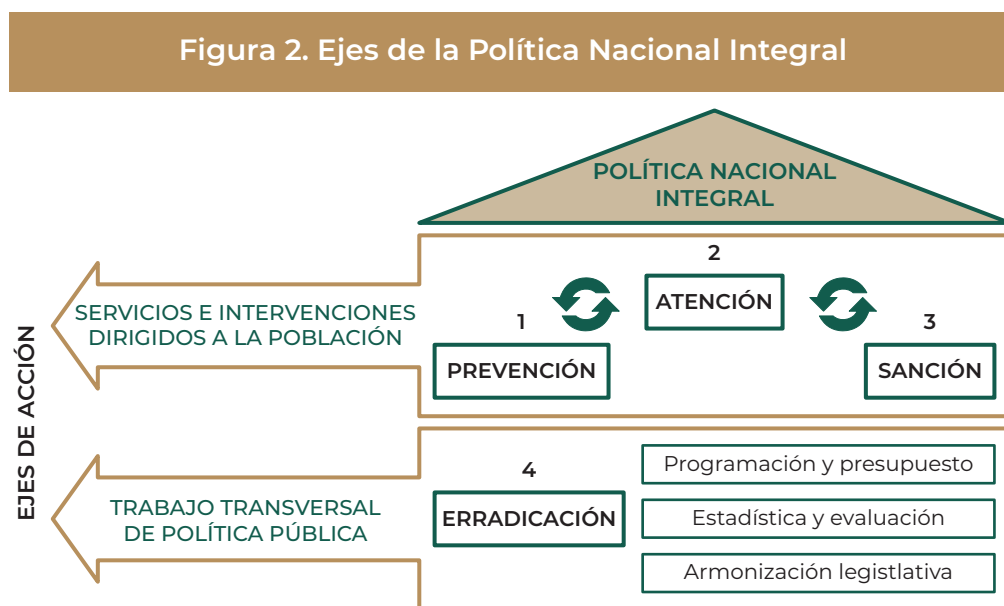 Figura 2. Ejes de la Política Nacional Integral
POLÍTICA NACIONAL
INTEGRAL
EJES DE ACCIÓN
SERVICIOS E INTERVENCIONES
DIRIGIDOS A LA POBLACIÓN
1
PREVENCIÓN
2
ATENCIÓN
3
SANCIÓN
TRABAJO TRANSVERSAL
DE POLÍTICA PÚBLICA
4
ERRADICACIÓN
Programación y presupuesto
Estadística y evaluación
Armonización legistlativa